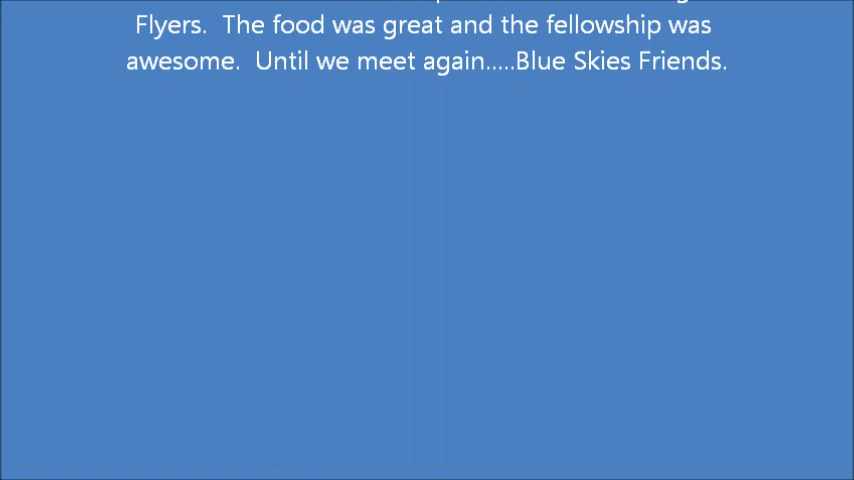 Flyers.  The food was great and the fellowship was
awesome.  Until we meet again.....Blue Skies Friends.